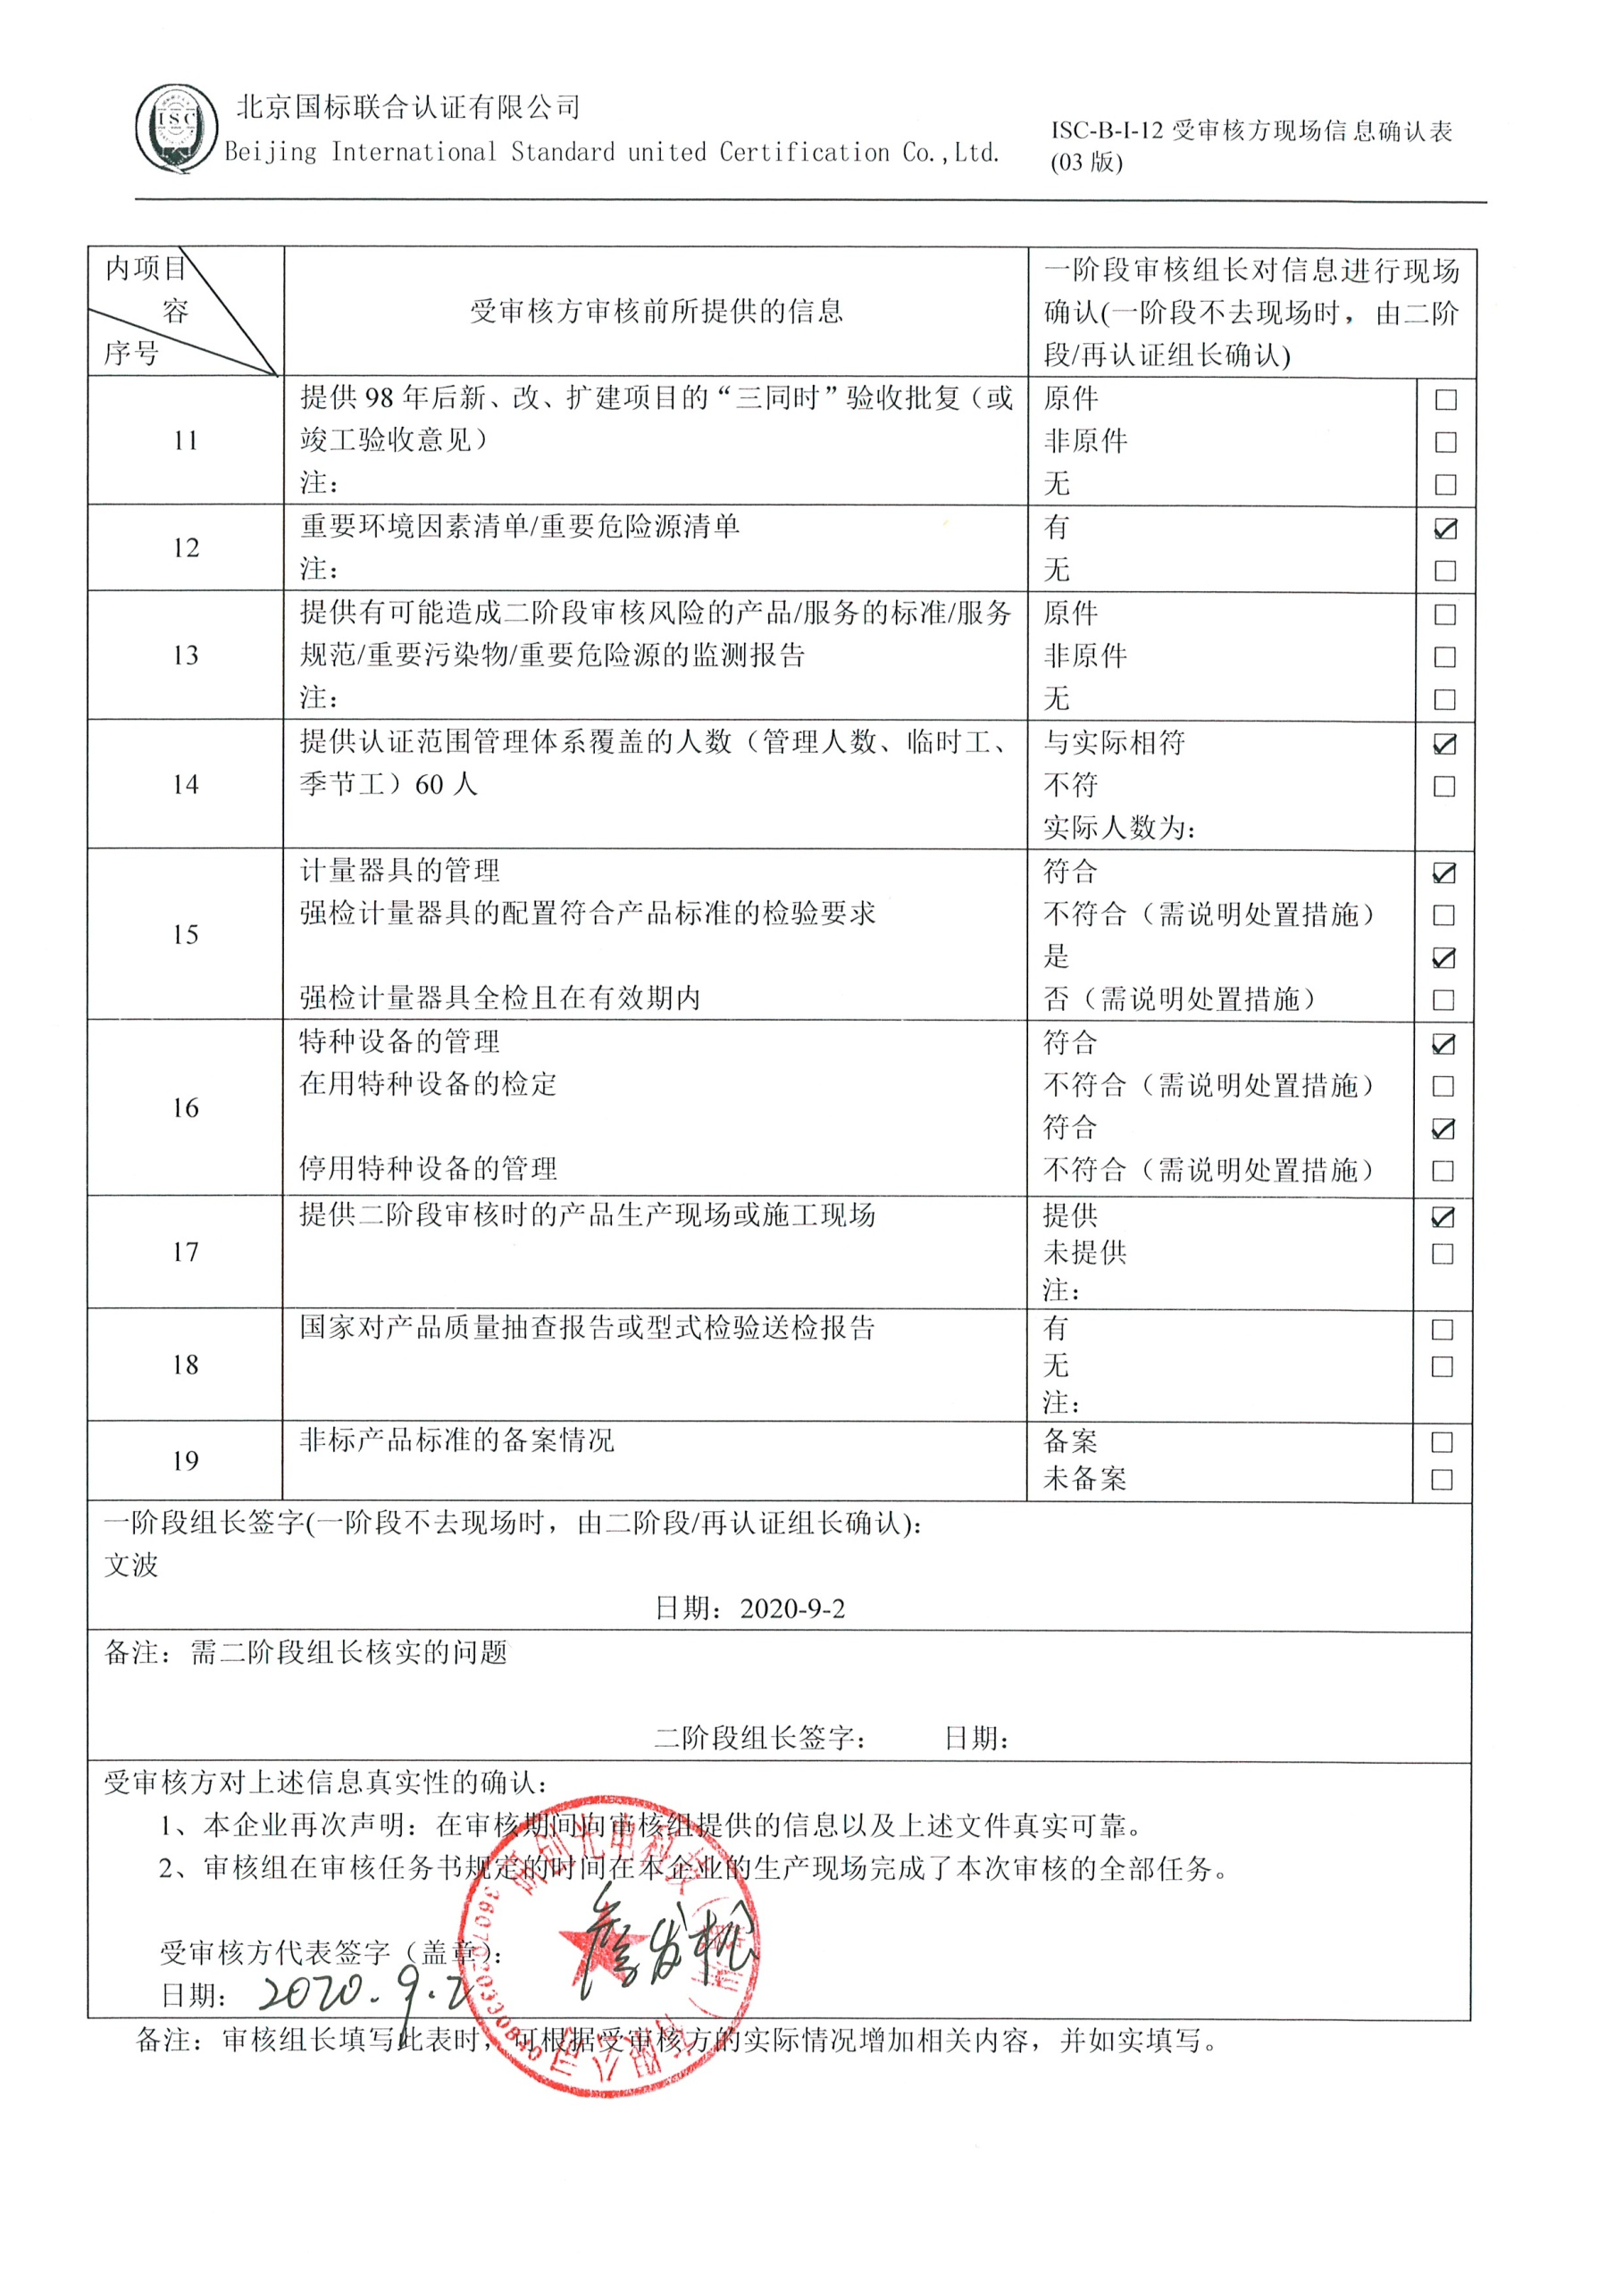 北京国标联合认证有限公司
Beijing International Standard united Certification Co.,Ltd.
ISC-B-I-12 受审核方现场信息确认表
(03 版)
内项目
容
序号
受审核方审核前所提供的信息
一阶段审核组长对信息进行现场
确认(一阶段不去现场时，由二阶
段/再认证组长确认)
11
提供 98 年后新、改、扩建项目的“三同时”验收批复（或
竣工验收意见）
注：
原件 □
非原件 □
无 □
12
重要环境因素清单/重要危险源清单
注：
有 ☑
无 □
13
提供有可能造成二阶段审核风险的产品/服务的标准/服务
规范/重要污染物/重要危险源的监测报告
注：
原件 □
非原件 □
无 □
14
提供认证范围管理体系覆盖的人数（管理人数、临时工、
季节工）60 人
与实际相符 ☑
不符 □
实际人数为：
15
计量器具的管理
强检计量器具的配置符合产品标准的检验要求
强检计量器具全检且在有效期内
符合 ☑
不符合（需说明处置措施） □
是 ☑
否（需说明处置措施） □
16
特种设备的管理
在用特种设备的检定
停用特种设备的管理
符合 ☑
不符合（需说明处置措施） □
符合 ☑
不符合（需说明处置措施） □
17
提供二阶段审核时的产品生产现场或施工现场
提供 ☑
未提供 □
注：
18
国家对产品质量抽查报告或型式检验送检报告
有 □
无 □
注：
19
非标产品标准的备案情况
备案 □
未备案 □
一阶段组长签字(一阶段不去现场时，由二阶段/再认证组长确认)：
文波
日期：2020-9-2
备注：需二阶段组长核实的问题
二阶段组长签字： 日期：
受审核方对上述信息真实性的确认：
1、本企业再次声明：在审核期间向审核组提供的信息以及上述文件真实可靠。
2、审核组在审核任务书规定的时间在本企业的生产现场完成了本次审核的全部任务。
受审核方代表签字（盖章）：
日期：2020.9.2
备注：审核组长填写此表时，可根据受审核方的实际情况增加相关内容，并如实填写。